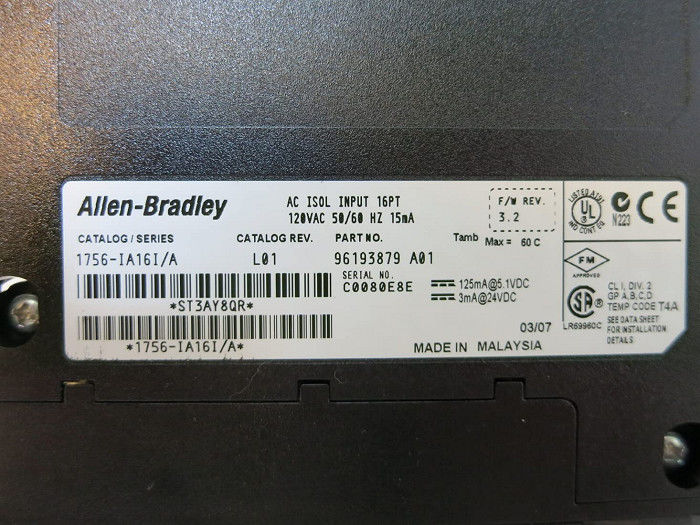 Allen-Bradley
AC ISOL INPUT 16PT
120VAC 50/60 HZ 15mA
F/W REV.
3.2
CATALOG / SERIES
CATALOG REV.
PART NO.
Tamb Max = 60 C
1756-IA16I/A
L01
96193879 A01
SERIAL NO.
C0080E8E
125mA@5.1VDC
3mA@24VDC
*ST3AY8QR*
*1756-IA16I/A*
03/07
MADE IN MALAYSIA
UL
N223
CE
FM
APPROVED
SA
LR69960C
CL I, DIV. 2
GP A,B,C,D
TEMP CODE T4A
SEE DATA SHEET
FOR INSTALLATION
DETAILS